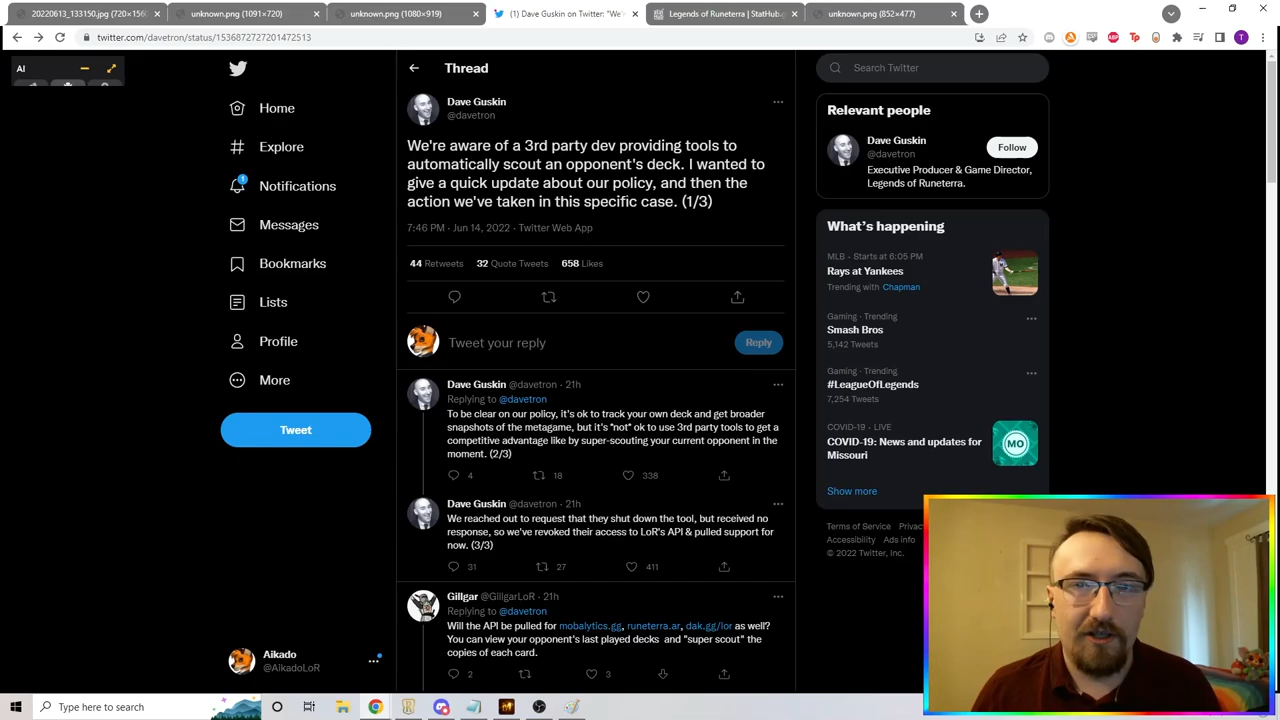 20220613_133150.jpg (720×1560
unknown.png (1091×720)
unknown.png (1080×919)
(1) Dave Guskin on Twitter: "We'
Legends of Runeterra | StatHub.g
unknown.png (852×477)
twitter.com/davetron/status/1536872727201472513
AI
Home
Explore
1
Notifications
Messages
Bookmarks
Lists
Profile
More
Tweet
Aikado
@AikadoLoR
Thread
Dave Guskin
@davetron
We're aware of a 3rd party dev providing tools to
automatically scout an opponent's deck. I wanted to
give a quick update about our policy, and then the
action we've taken in this specific case. (1/3)
7:46 PM · Jun 14, 2022 · Twitter Web App
44 Retweets 32 Quote Tweets 658 Likes
Tweet your reply
Reply
Dave Guskin @davetron · 21h
Replying to @davetron
To be clear on our policy, it's ok to track your own deck and get broader
snapshots of the metagame, but it's *not* ok to use 3rd party tools to get a
competitive advantage like by super-scouting your current opponent in the
moment. (2/3)
4 18 338
Dave Guskin @davetron · 21h
We reached out to request that they shut down the tool, but received no
response, so we've revoked their access to LoR's API & pulled support for
now. (3/3)
31 27 411
Gillgar @GillgarLoR · 21h
Replying to @davetron
Will the API be pulled for mobalytics.gg, runeterra.ar, dak.gg/lor as well?
You can view your opponent's last played decks and "super scout" the
copies of each card.
2 3
Search Twitter
Relevant people
Dave Guskin
@davetron
Follow
Executive Producer & Game Director,
Legends of Runeterra.
What's happening
MLB · Starts at 6:05 PM
Rays at Yankees
Trending with Chapman
Gaming · Trending
Smash Bros
5,142 Tweets
Gaming · Trending
#LeagueOfLegends
7,254 Tweets
COVID-19 · LIVE
COVID-19: News and updates for
Missouri
MO
Show more
Terms of Service Privac
Accessibility Ads info
© 2022 Twitter, Inc.
Type here to search